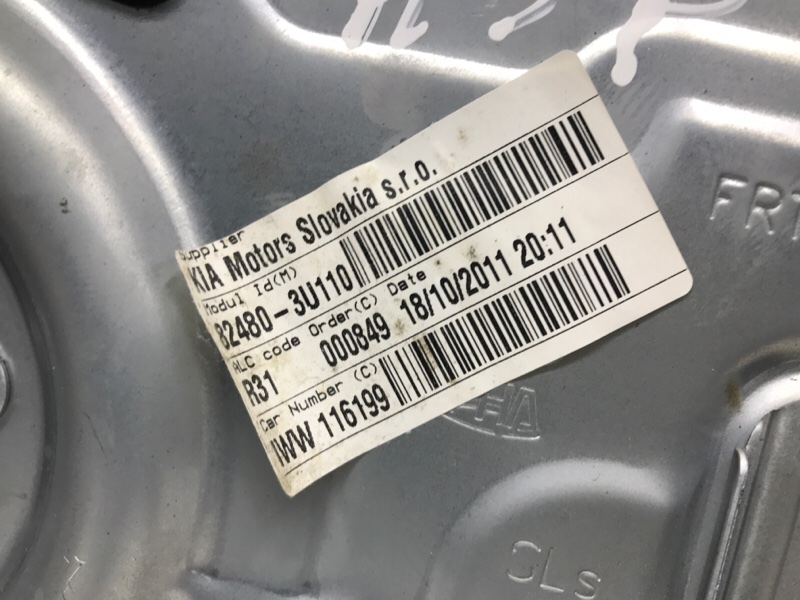 Supplier
KIA Motors Slovakia s.r.o.
Modul Id(M)
82480-3U110
ALC code Order(C) Date
R31 000849 18/10/2011 20:11
Car Number (C)
IWW 116199
FRT
CLs